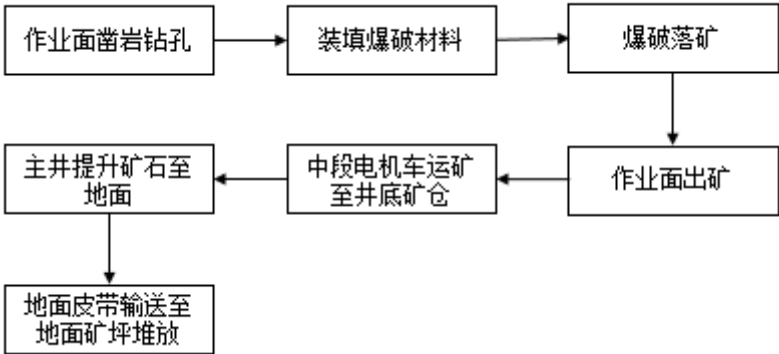 作业面凿岩钻孔
装填爆破材料
爆破落矿
作业面出矿
中段电机车运矿
至井底矿仓
主井提升矿石至
地面
地面皮带输送至
地面矿坪堆放